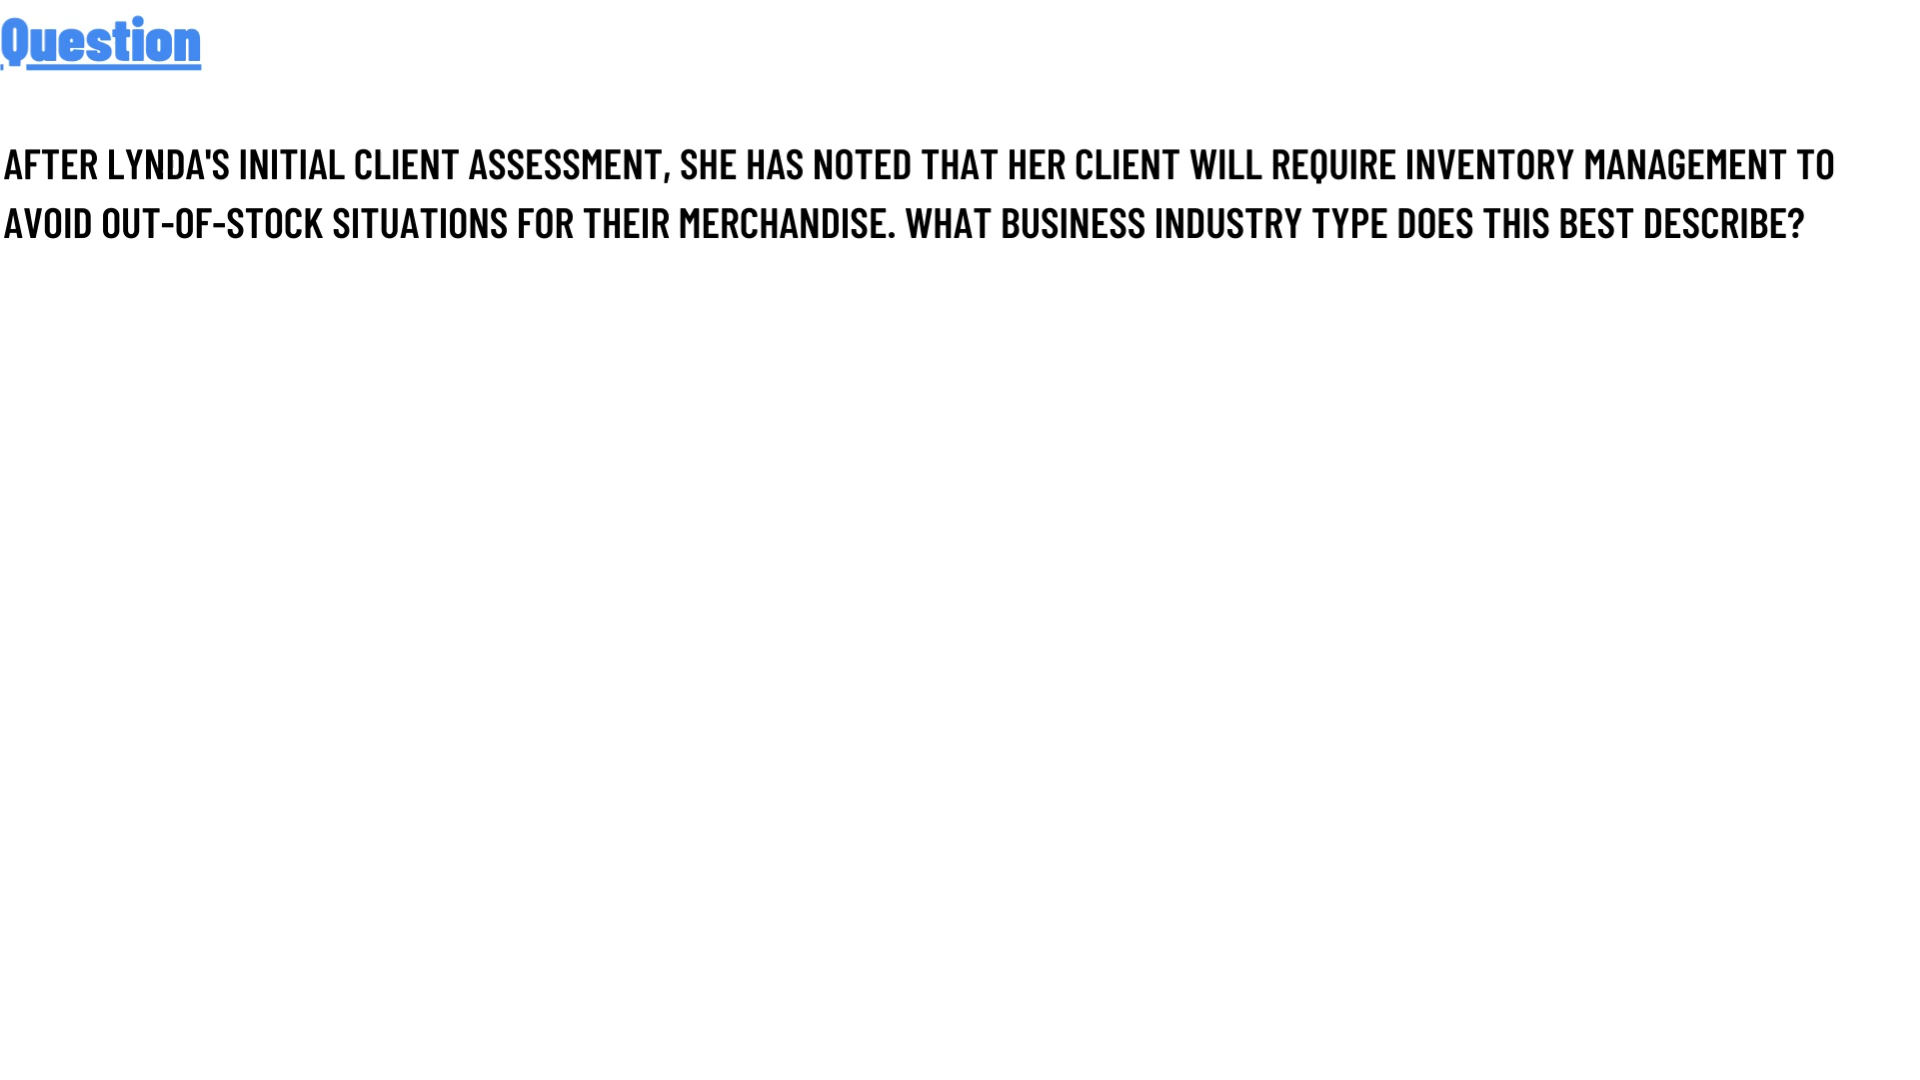 Question
AFTER LYNDA'S INITIAL CLIENT ASSESSMENT, SHE HAS NOTED THAT HER CLIENT WILL REQUIRE INVENTORY MANAGEMENT TO
AVOID OUT-OF-STOCK SITUATIONS FOR THEIR MERCHANDISE. WHAT BUSINESS INDUSTRY TYPE DOES THIS BEST DESCRIBE?